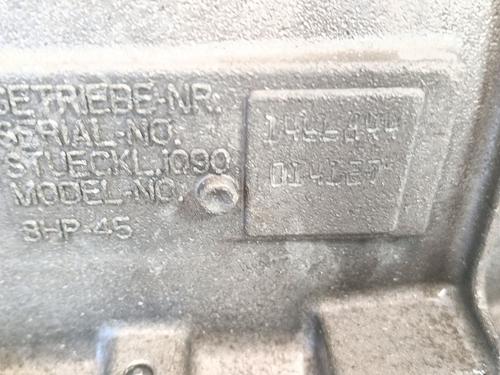 GETRIEBE-NR.
SERIAL-NO.
STUECKL.1090
MODEL-NO.
8HP-45